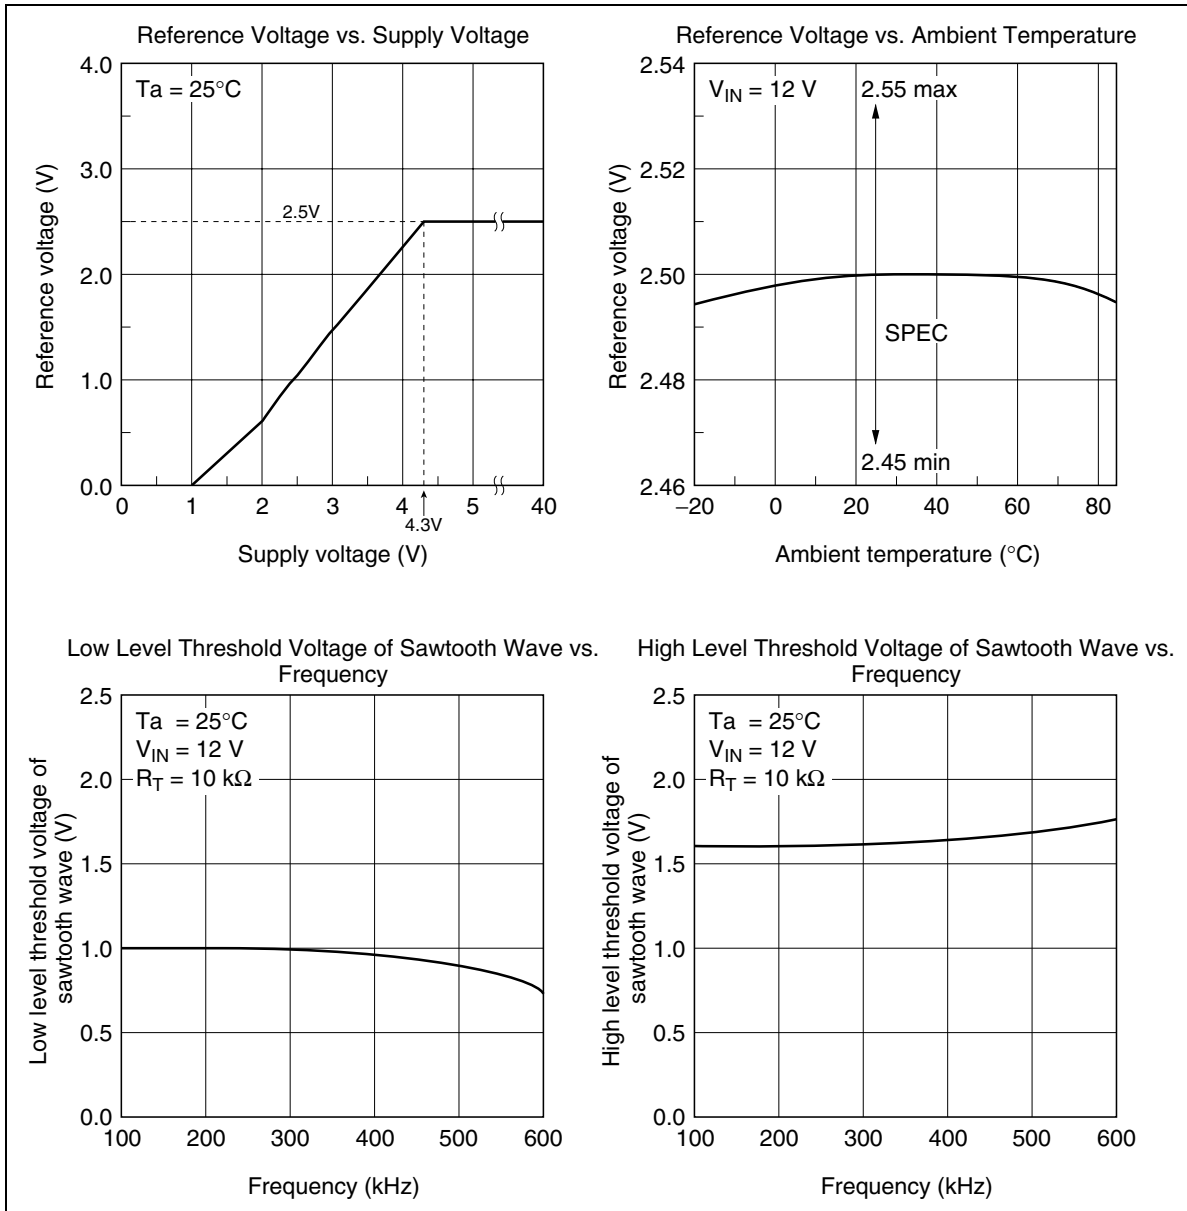 Reference Voltage vs. Supply Voltage
4.0
3.0
2.0
1.0
0.0
Reference voltage (V)
Ta = 25°C
2.5V
0 1 2 3 4 5 40
4.3V
Supply voltage (V)
Reference Voltage vs. Ambient Temperature
2.54
2.52
2.50
2.48
2.46
Reference voltage (V)
V_IN = 12 V
2.55 max
SPEC
2.45 min
−20 0 20 40 60 80
Ambient temperature (°C)
Low Level Threshold Voltage of Sawtooth Wave vs.
Frequency
2.5
2.0
1.5
1.0
0.5
0.0
Low level threshold voltage of
sawtooth wave (V)
Ta = 25°C
V_IN = 12 V
R_T = 10 kΩ
100 200 300 400 500 600
Frequency (kHz)
High Level Threshold Voltage of Sawtooth Wave vs.
Frequency
2.5
2.0
1.5
1.0
0.5
0.0
High level threshold voltage of
sawtooth wave (V)
Ta = 25°C
V_IN = 12 V
R_T = 10 kΩ
100 200 300 400 500 600
Frequency (kHz)